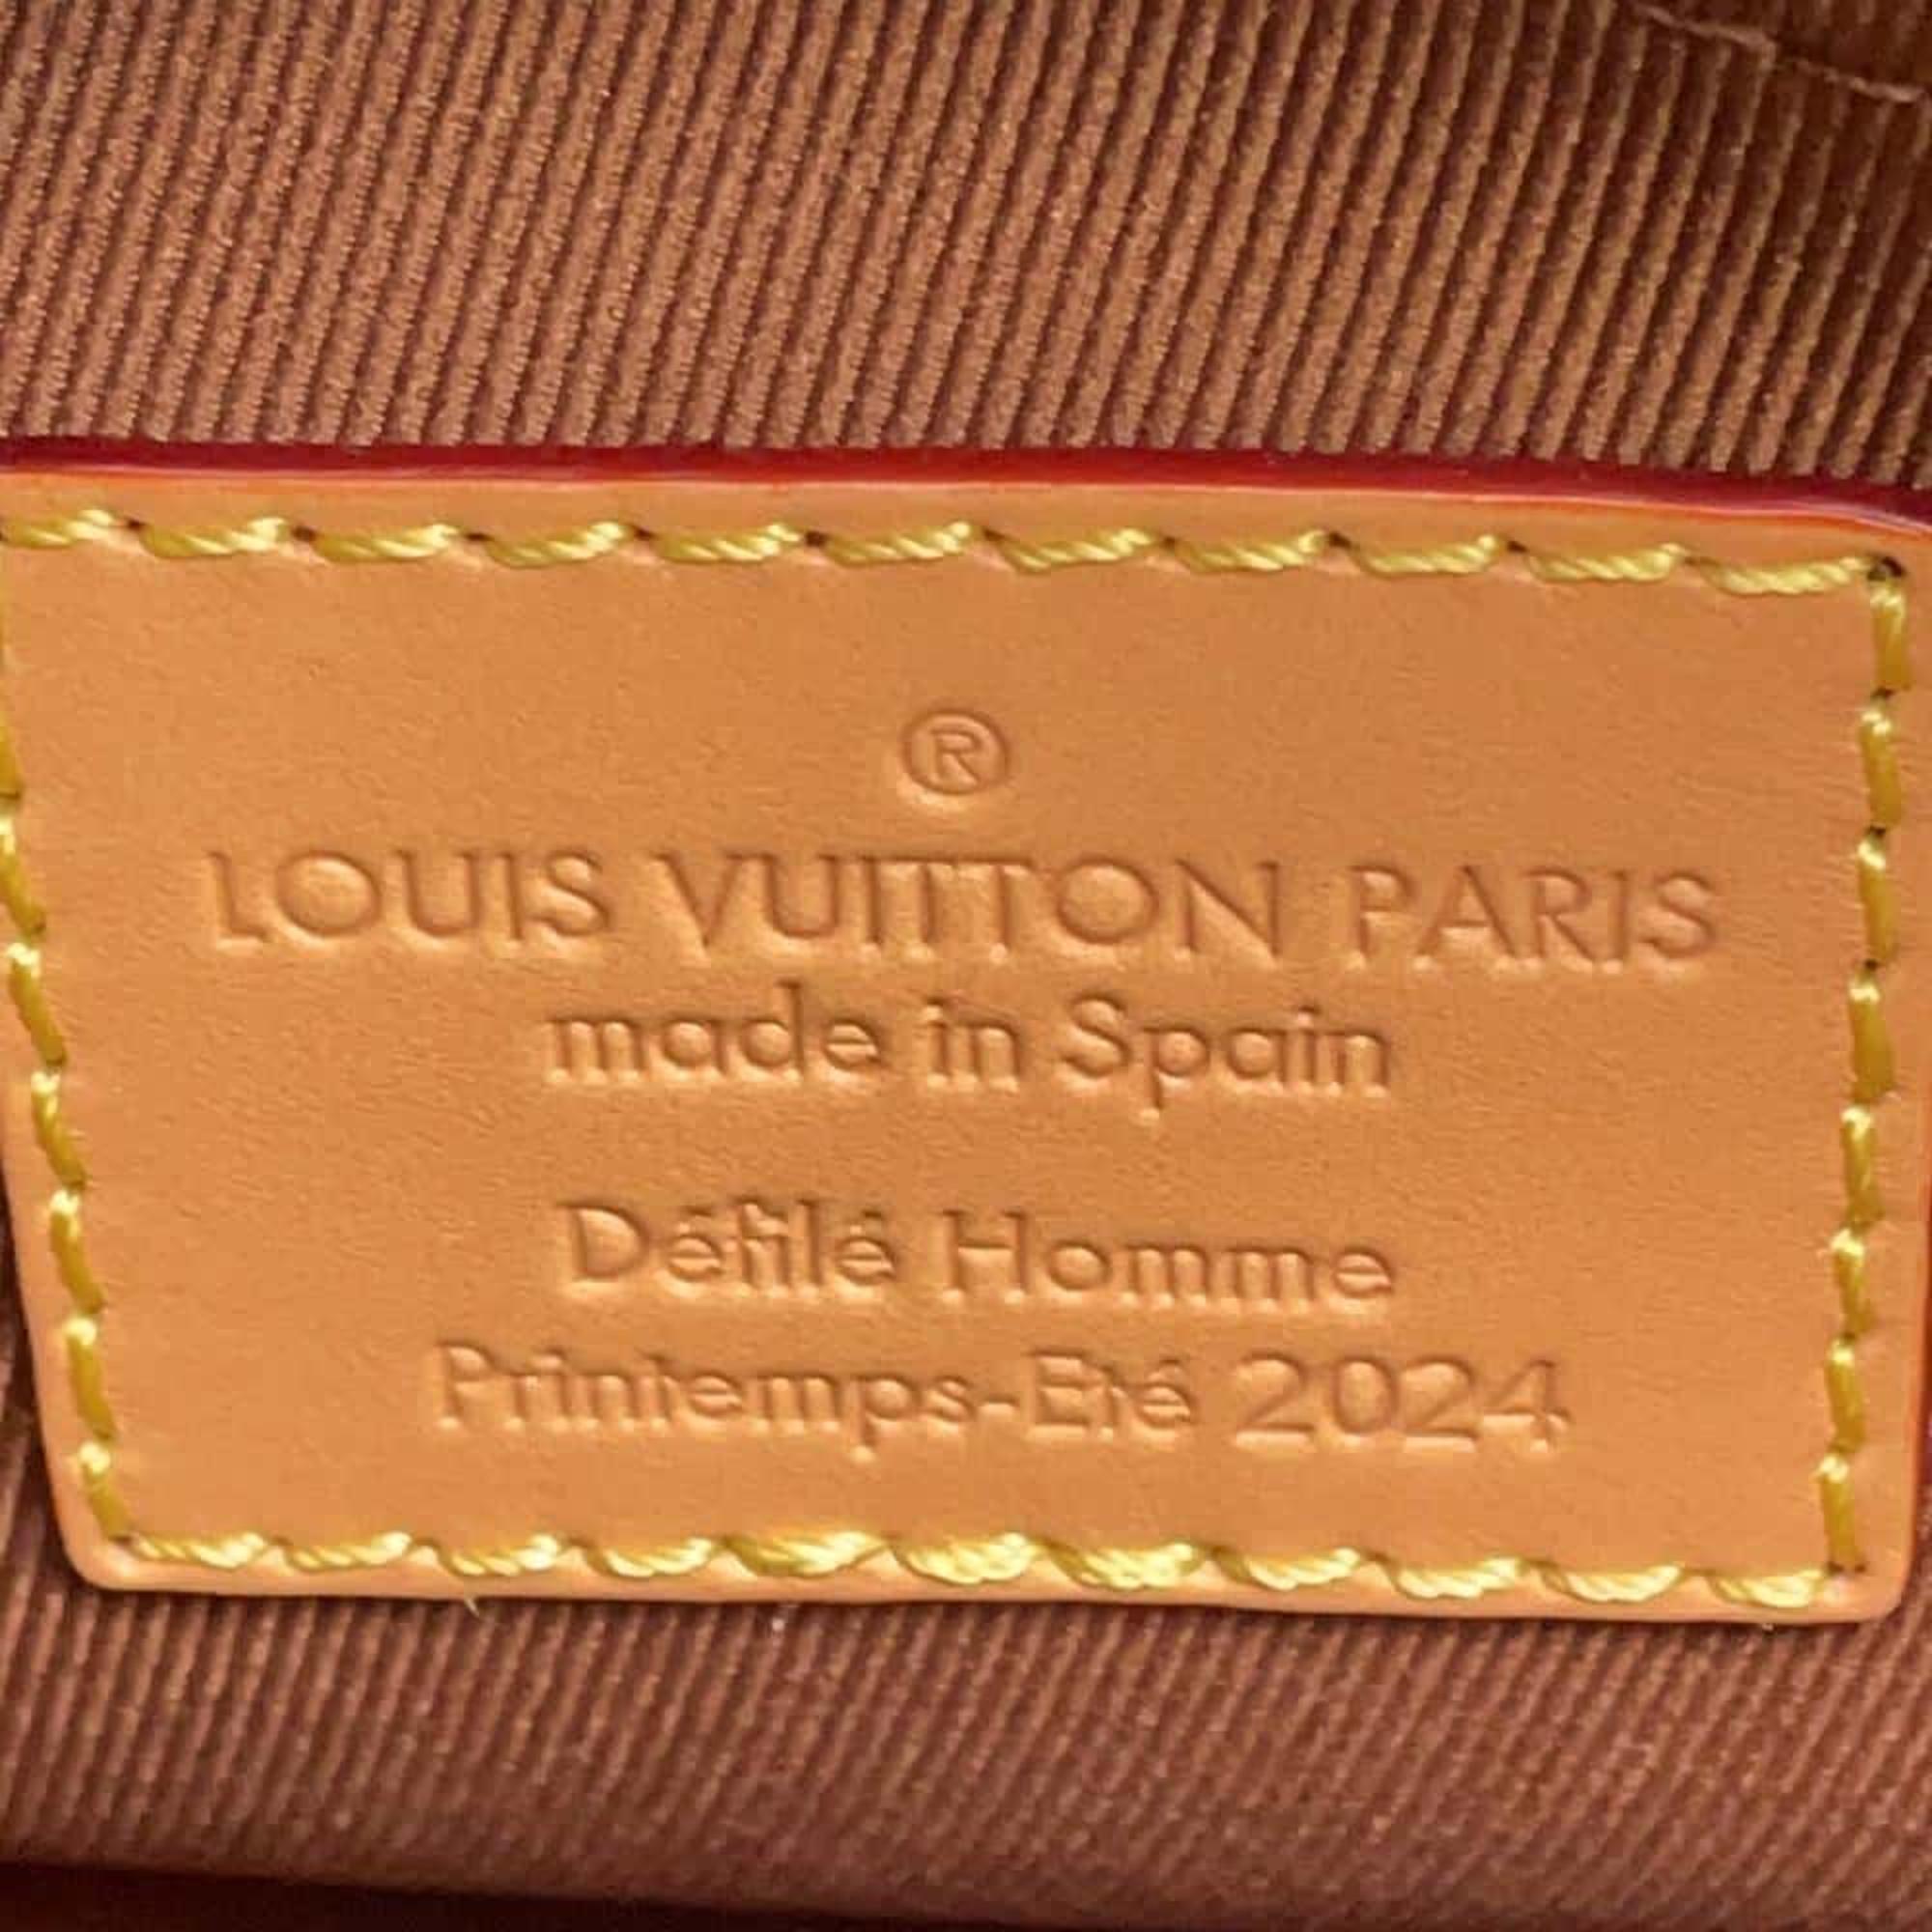 ®
LOUIS VUITTON PARIS
made in Spain
Défilé Homme
Printemps-Eté 2024